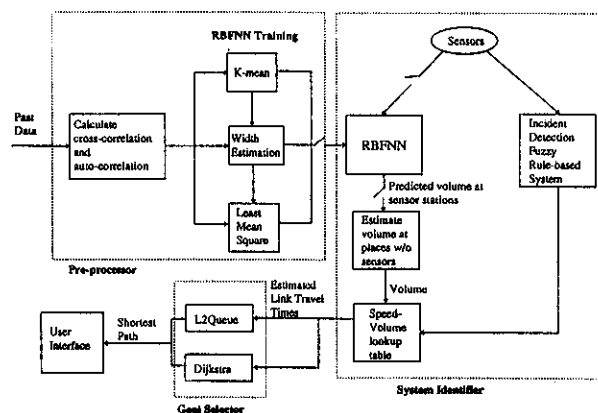 RBFNN Training
Sensors
K-mean
Past
Data
Calculate
cross-correlation
and
auto-correlation
Width
Estimation
RBFNN
Incident
Detection
Fuzzy
Rule-based
System
Predicted volume at
sensor stations
Least
Mean
Square
Estimate
volume at
places w/o
sensors
Pre-processor
Volume
Estimated
Link Travel
Times
User
Interface
Shortest
Path
L2Queue
Speed-
Volume
lookup
table
Dijkstra
Goal Selector
System Identifier